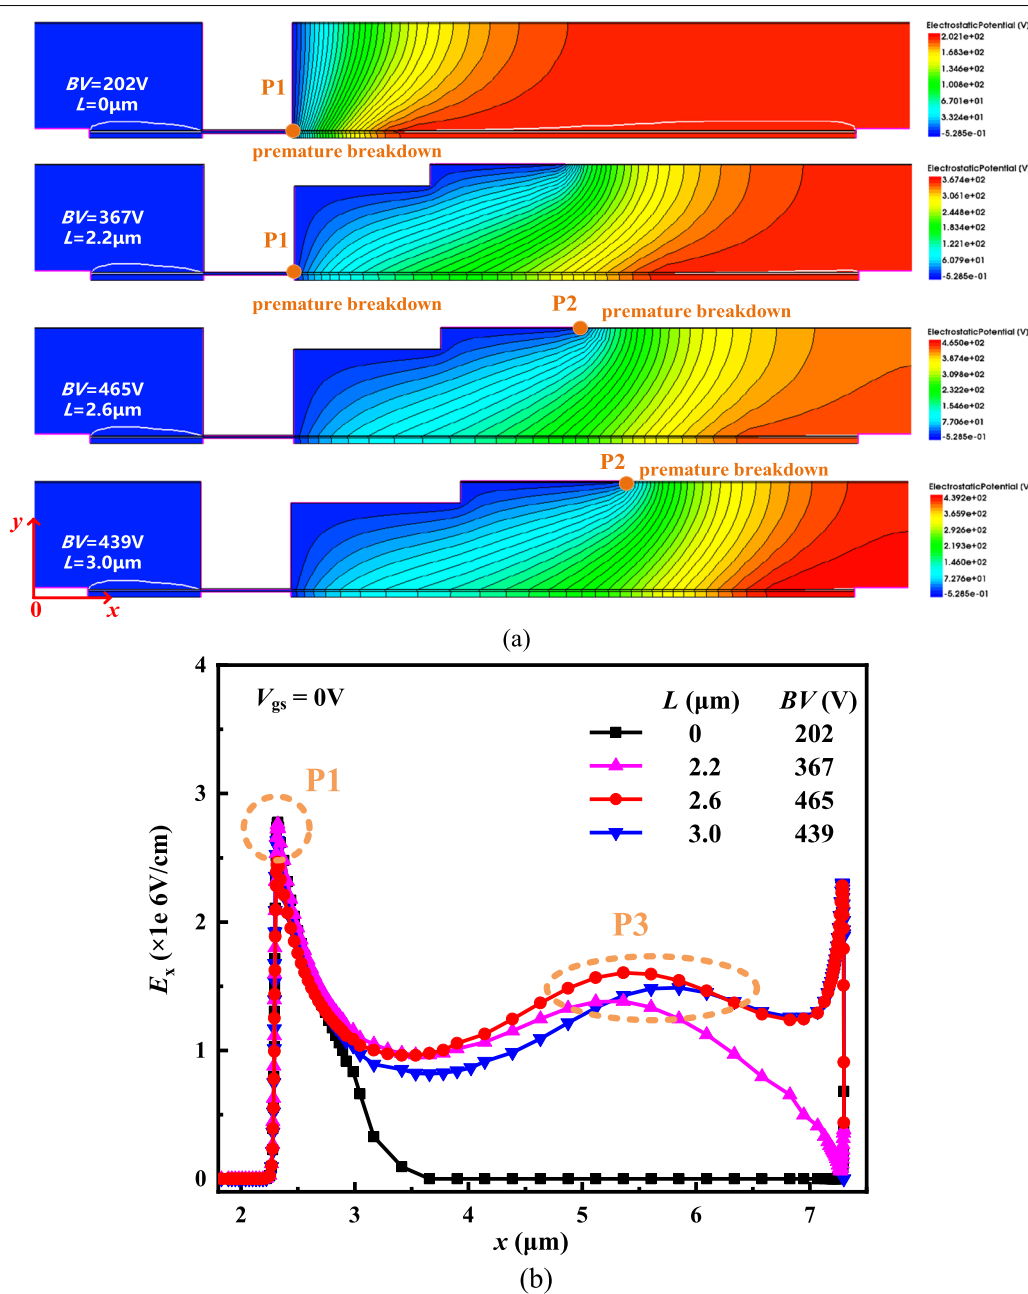 BV=202V
L=0μm
P1
premature breakdown
ElectrostaticPotential (V)
2.021e+02
1.683e+02
1.346e+02
1.008e+02
6.701e+01
3.324e+01
-5.285e-01
BV=367V
L=2.2μm
P1
premature breakdown
ElectrostaticPotential (V
3.674e+02
3.061e+02
2.448e+02
1.834e+02
1.221e+02
6.079e+01
-5.285e-01
BV=465V
L=2.6μm
P2
premature breakdown
ElectrostaticPotential (V
4.650e+02
3.874e+02
3.098e+02
2.322e+02
1.546e+02
7.706e+01
-5.285e-01
BV=439V
L=3.0μm
P2
premature breakdown
ElectrostaticPotential (V
4.392e+02
3.659e+02
2.926e+02
2.193e+02
1.460e+02
7.276e+01
-5.285e-01
y
0
x
(a)
Vgs = 0V
L (μm) BV (V)
0 202
2.2 367
2.6 465
3.0 439
P1
P3
Ex (×1e 6V/cm)
4
3
2
1
0
2 3 4 5 6 7
x (μm)
(b)